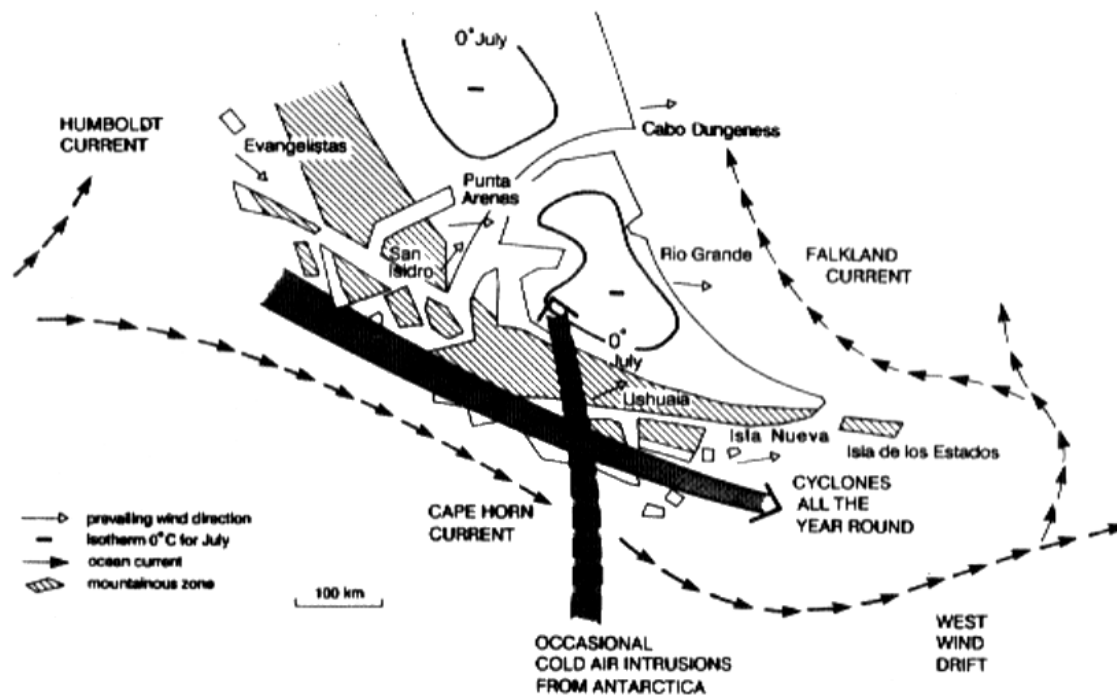 0° July
HUMBOLDT
CURRENT
Evangelistas
Cabo Dungeness
Punta
Arenas
San
Isidro
Rio Grande
FALKLAND
CURRENT
0°
July
Ushuaia
Isla Nueva
Isla de los Estados
CYCLONES
ALL THE
YEAR ROUND
CAPE HORN
CURRENT
prevailing wind direction
Isotherm 0°C for July
ocean current
mountainous zone
100 km
WEST
WIND
DRIFT
OCCASIONAL
COLD AIR INTRUSIONS
FROM ANTARCTICA